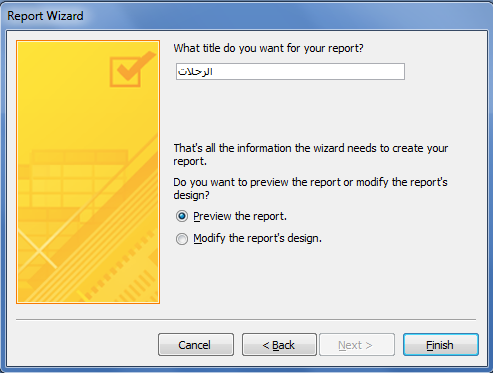 Report Wizard
What title do you want for your report?
الرحلات
That's all the information the wizard needs to create your
report.
Do you want to preview the report or modify the report's
design?
Preview the report.
Modify the report's design.
Cancel
< Back
Next >
Finish